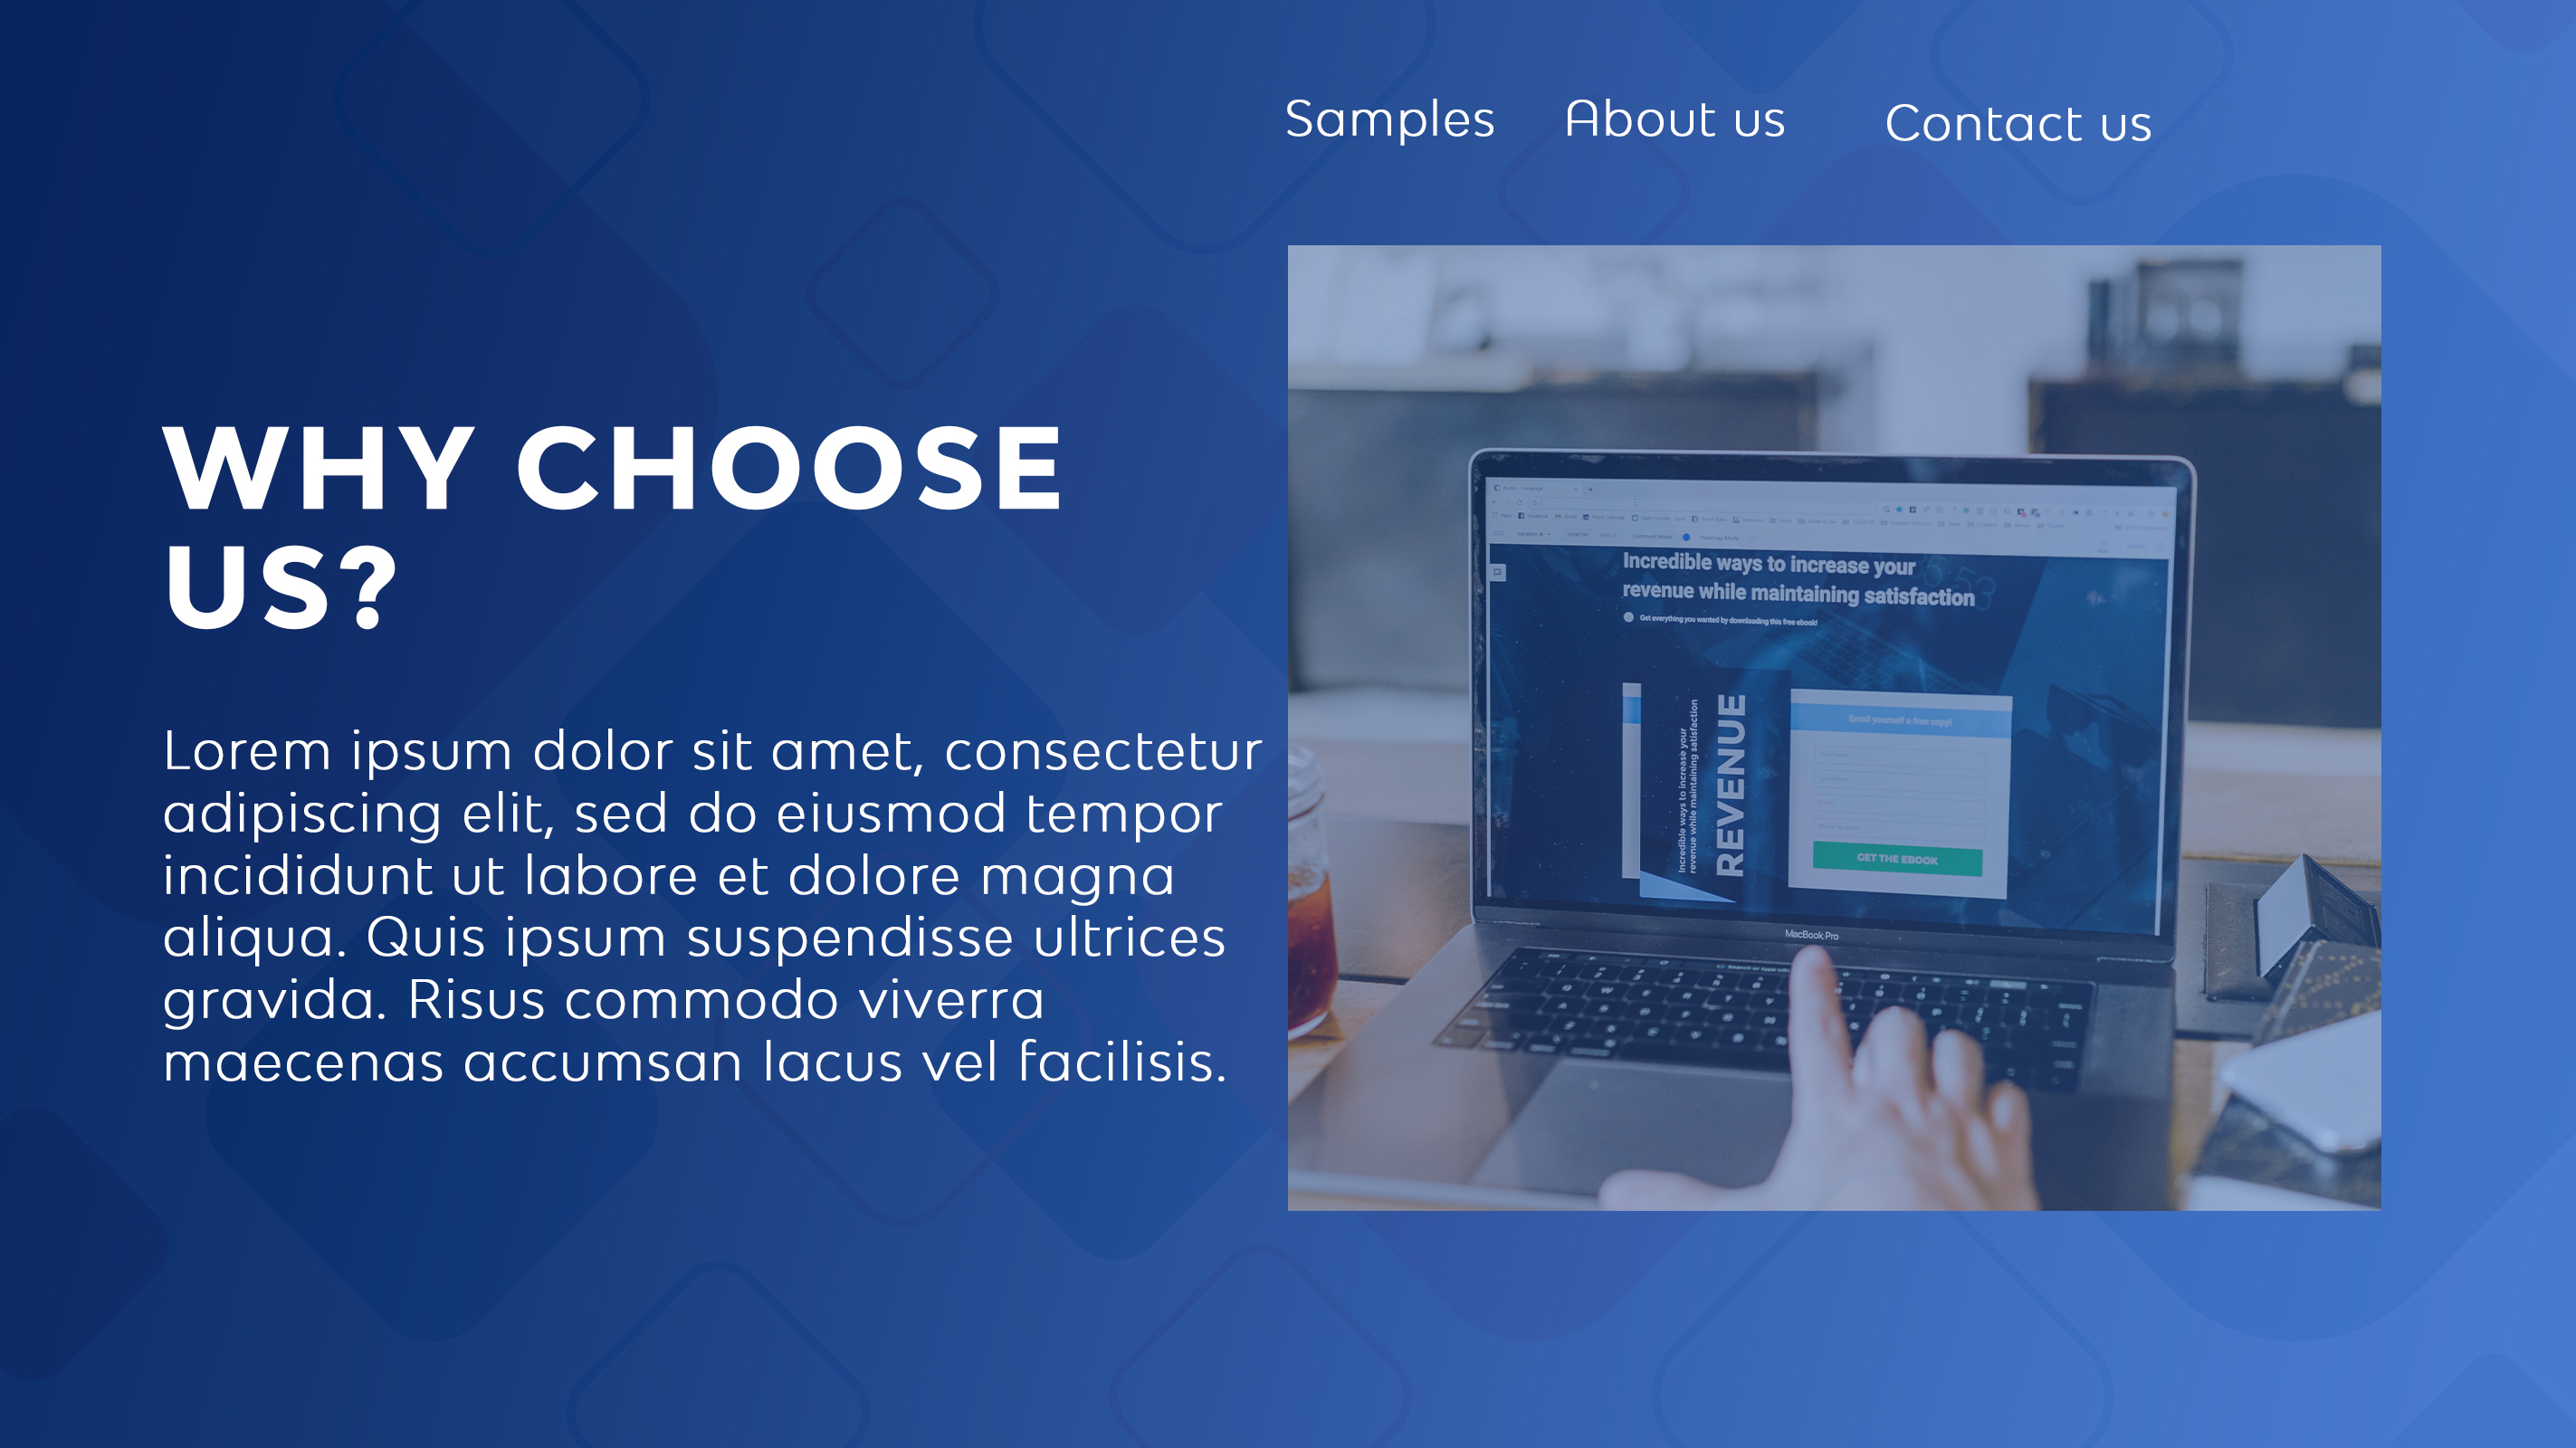 Samples About us Contact us
WHY CHOOSE
US?
Lorem ipsum dolor sit amet, consectetur
adipiscing elit, sed do eiusmod tempor
incididunt ut labore et dolore magna
aliqua. Quis ipsum suspendisse ultrices
gravida. Risus commodo viverra
maecenas accumsan lacus vel facilisis.
Incredible ways to increase your
revenue while maintaining satisfaction
Get everything you wanted by downloading this free ebook!
Incredible ways to increase your
revenue while maintaining satisfaction
REVENUE
Email yourself a free copy!
GET THE EBOOK
MacBook Pro